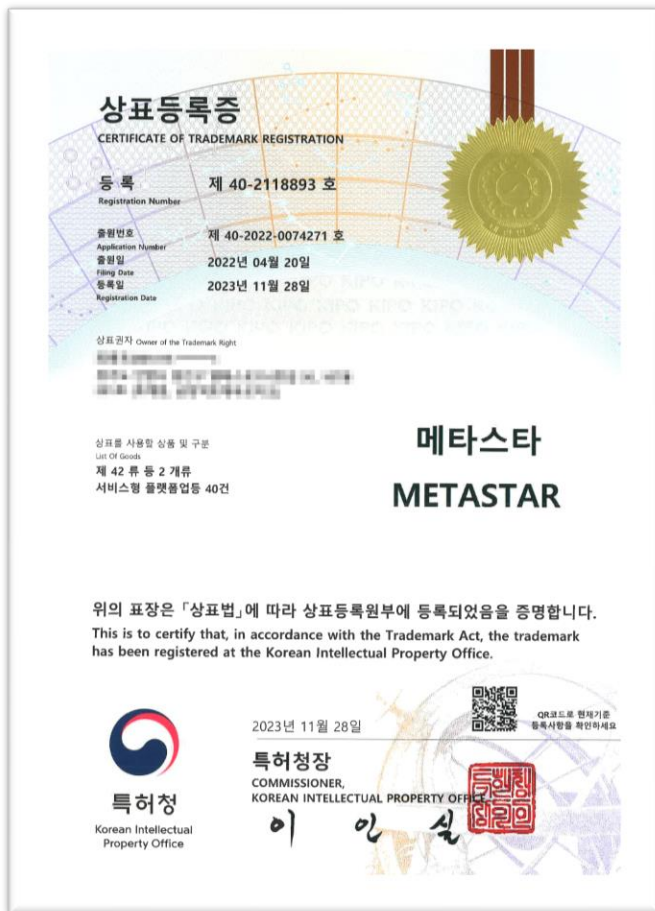 상표등록증
CERTIFICATE OF TRADEMARK REGISTRATION
등록 제 40-2118893 호
Registration Number
출원번호 제 40-2022-0074271 호
Application Number
출원일 2022년 04월 20일
Filing Date
등록일 2023년 11월 28일
Registration Date
상표권자 Owner of the Trademark Right
상표를 사용할 상품 및 구분
List Of Goods
제 42 류 등 2 개류
서비스형 플랫폼업등 40건
메타스타
METASTAR
위의 표장은 「상표법」에 따라 상표등록원부에 등록되었음을 증명합니다.
This is to certify that, in accordance with the Trademark Act, the trademark
has been registered at the Korean Intellectual Property Office.
2023년 11월 28일
QR코드로 현재기준
등록사항을 확인하세요
특허청장
COMMISSIONER,
KOREAN INTELLECTUAL PROPERTY OFFICE
이 인 실
특허청
Korean Intellectual
Property Office